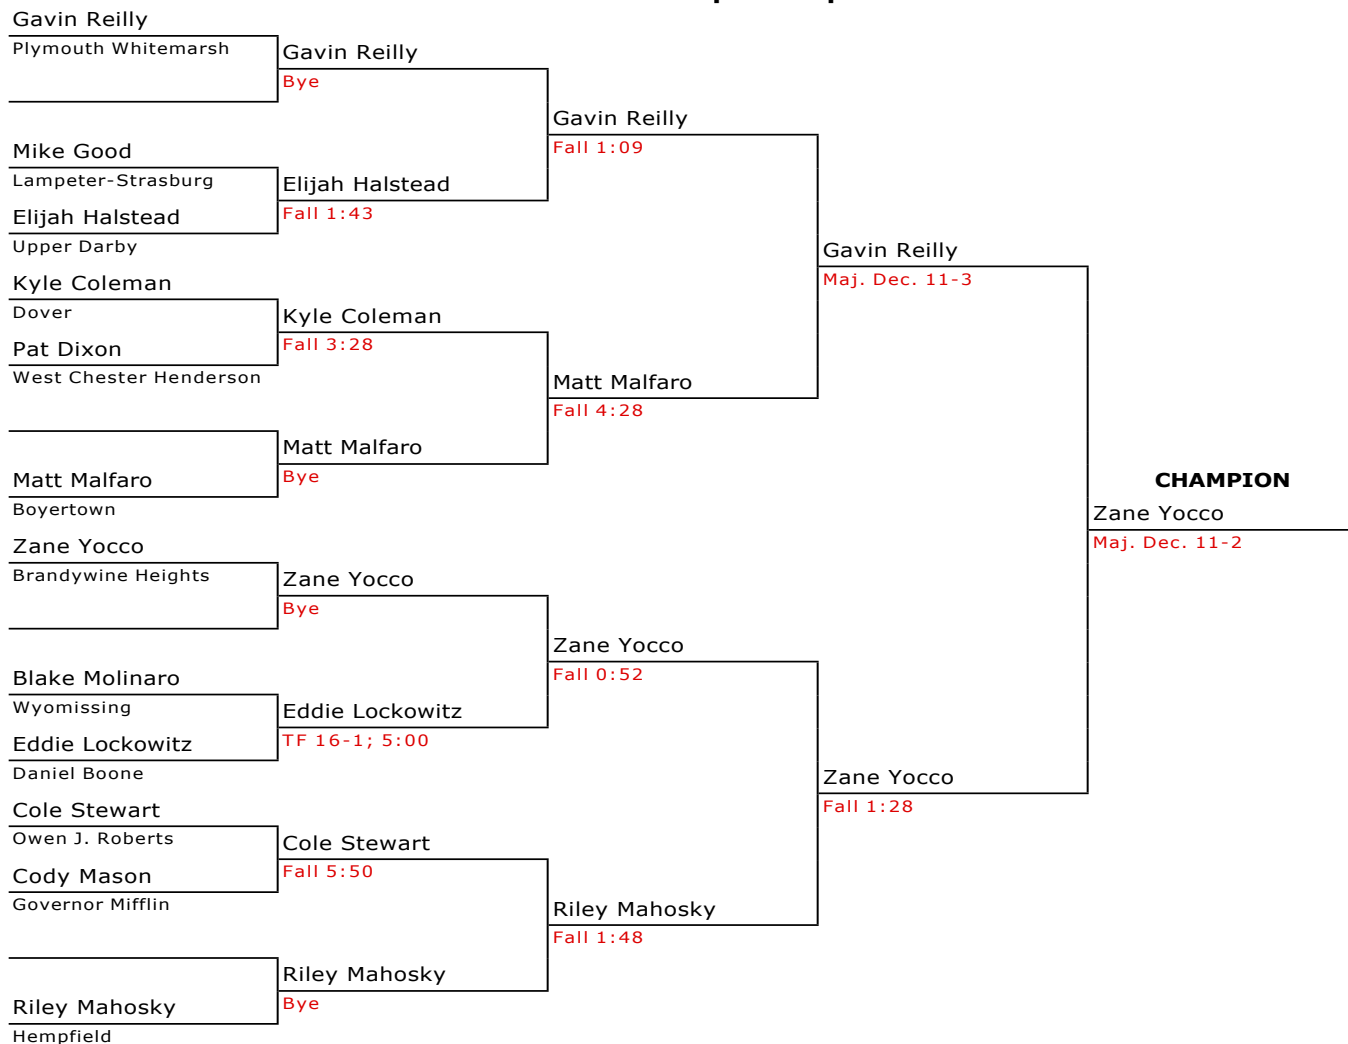 Gavin Reilly
Plymouth Whitemarsh
Gavin Reilly
Bye
Gavin Reilly
Fall 1:09
Mike Good
Lampeter-Strasburg
Elijah Halstead
Fall 1:43
Elijah Halstead
Upper Darby
Gavin Reilly
Maj. Dec. 11-3
Kyle Coleman
Dover
Kyle Coleman
Fall 3:28
Pat Dixon
West Chester Henderson
Matt Malfaro
Fall 4:28
Matt Malfaro
Bye
Matt Malfaro
Boyertown
CHAMPION
Zane Yocco
Maj. Dec. 11-2
Zane Yocco
Brandywine Heights
Zane Yocco
Bye
Zane Yocco
Fall 0:52
Blake Molinaro
Wyomissing
Eddie Lockowitz
TF 16-1; 5:00
Eddie Lockowitz
Daniel Boone
Zane Yocco
Fall 1:28
Cole Stewart
Owen J. Roberts
Cole Stewart
Fall 5:50
Cody Mason
Governor Mifflin
Riley Mahosky
Fall 1:48
Riley Mahosky
Bye
Riley Mahosky
Hempfield